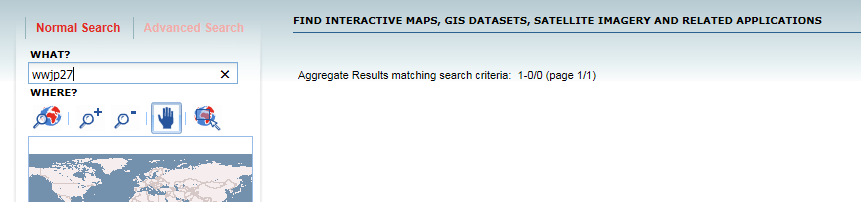 Normal Search
Advanced Search
WHAT?
wwjp27
WHERE?
FIND INTERACTIVE MAPS, GIS DATASETS, SATELLITE IMAGERY AND RELATED APPLICATIONS
Aggregate Results matching search criteria: 1-0/0 (page 1/1)